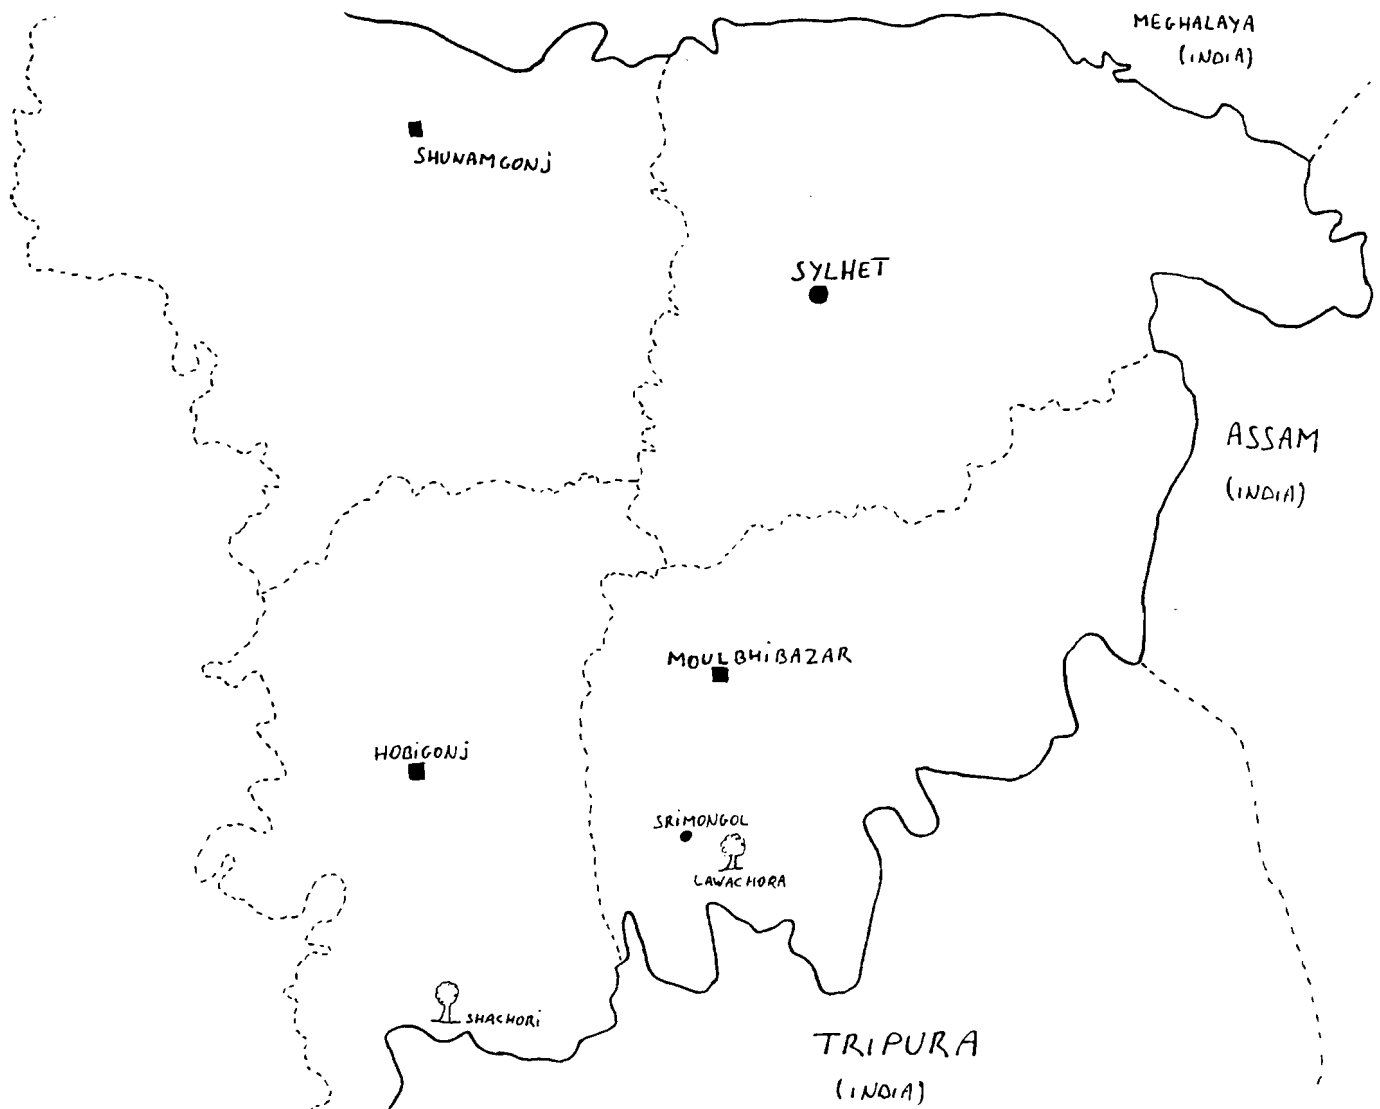 MEGHALAYA
(INDIA)
SHUNAMGONJ
SYLHET
ASSAM
(INDIA)
MOULBHIBAZAR
HOBIGONJ
SRIMONGOL
LAWACHORA
SHACHORI
TRIPURA
(INDIA)